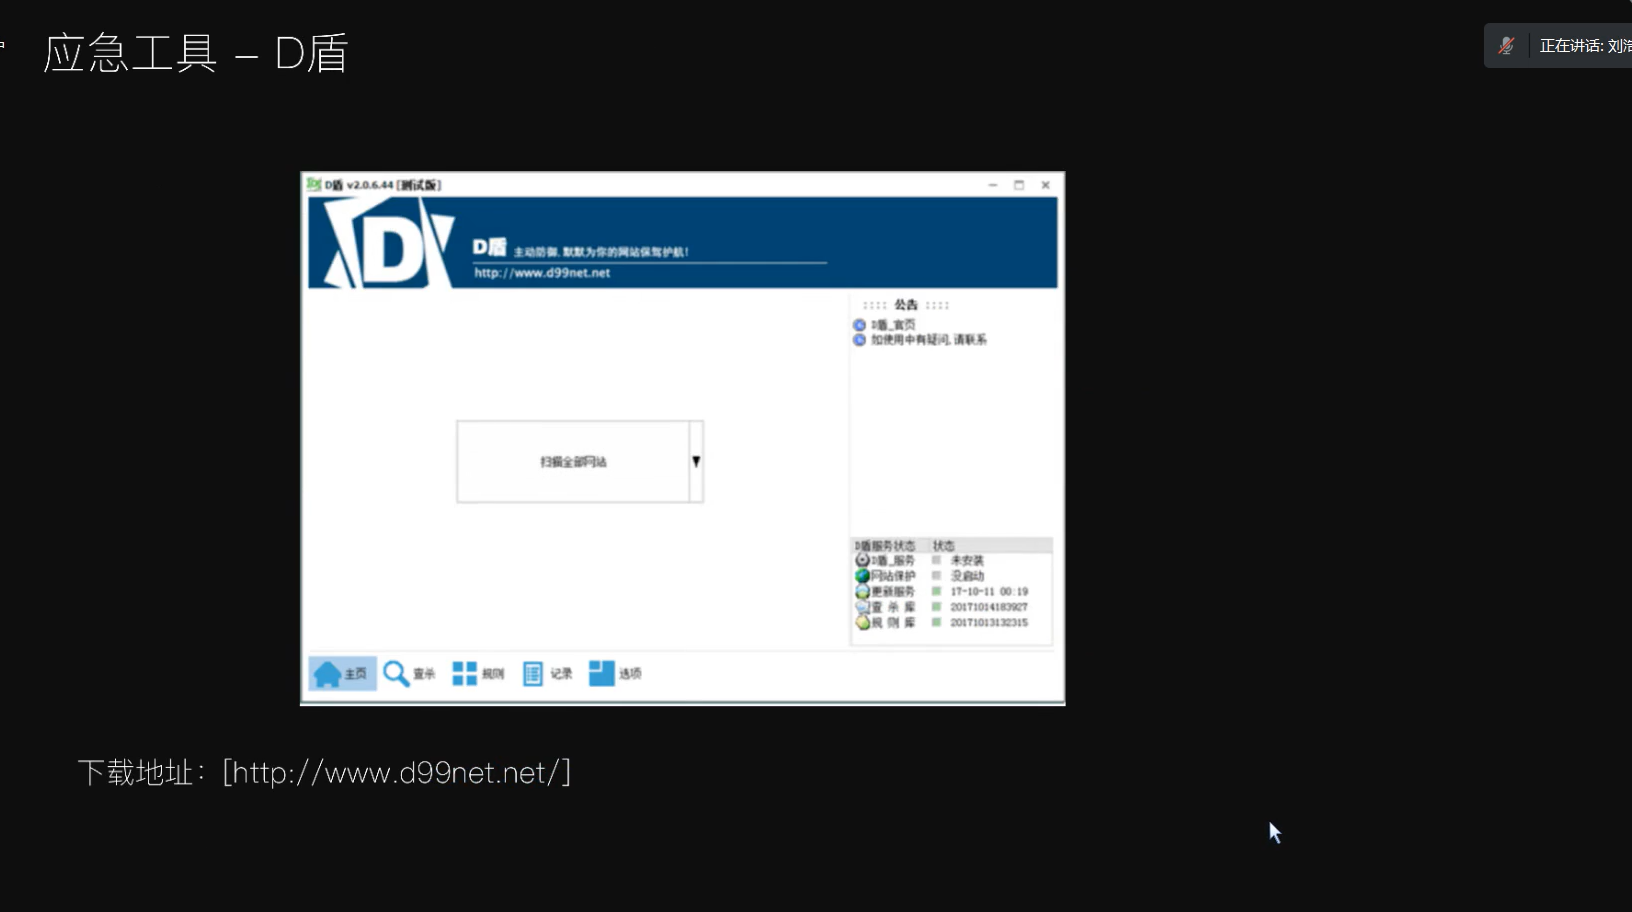 应急工具 – D盾
正在讲话: 刘
D盾 v2.0.6.44 [测试版]
D盾 主动防御,默默为你的网站保驾护航!
http://www.d99net.net
:::: 公告 ::::
D盾_官页
如使用中有疑问,请联系
扫描全部网站
D盾服务状态 状态
D盾_服务 未安装
网站保护 没启动
更新服务 17-10-11 00:19
查 杀 库 20171014183927
规 则 库 20171013132315
主页 查杀 规则 记录 选项
下载地址：[http://www.d99net.net/]